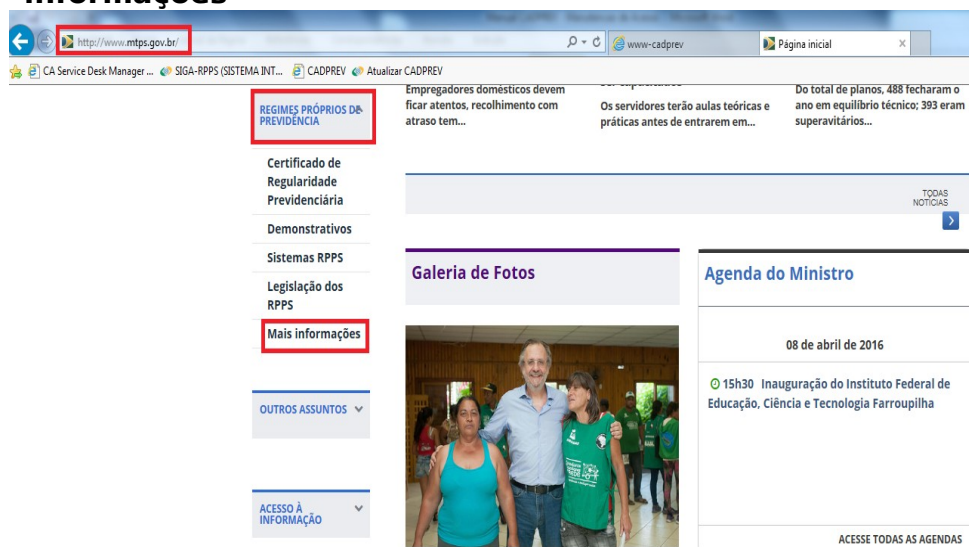 Informações
http://www.mtps.gov.br/
www-cadprev
Página inicial
CA Service Desk Manager ...
SIGA-RPPS (SISTEMA INT...
CADPREV
Atualizar CADPREV
REGIMES PRÓPRIOS DE
PREVIDÊNCIA
Certificado de
Regularidade
Previdenciária
Demonstrativos
Sistemas RPPS
Legislação dos
RPPS
Mais informações
OUTROS ASSUNTOS
ACESSO À
INFORMAÇÃO
Empregadores domésticos devem
ficar atentos, recolhimento com
atraso tem...
Os servidores terão aulas teóricas e
práticas antes de entrarem em...
Do total de planos, 488 fecharam o
ano em equilíbrio técnico; 393 eram
superavitários...
TODAS
NOTÍCIAS
Galeria de Fotos
Agenda do Ministro
08 de abril de 2016
15h30 Inauguração do Instituto Federal de
Educação, Ciência e Tecnologia Farroupilha
ACESSE TODAS AS AGENDAS